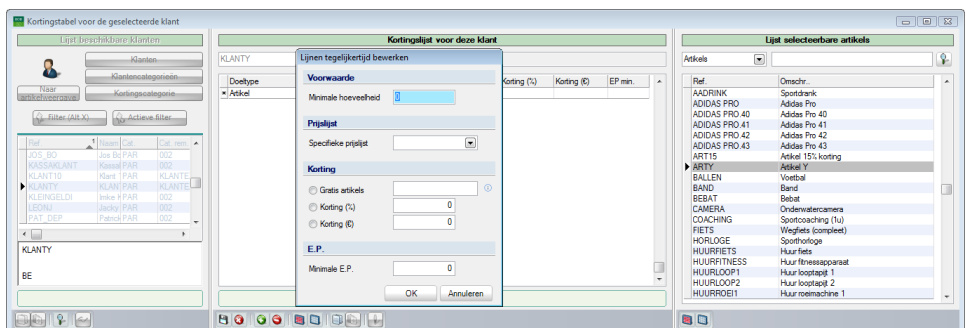 Kortingstabel voor de geselecteerde klant
Lijst beschikbare klanten
Klanten
Klantencategorieën
Naar artikelweergave
Kortingscategorie
Filter (Alt X)
Actieve filter
Ref. Naam Cat. Cat. rem.
JOS_BO Jos Bo PAR 002
KASSAKLANT Kassa PAR 002
KLANT10 Klant PAR KLANTE
KLANTY KLAN PAR KLANTE
KLEINGELDI Imke K PAR 002
LEONJ Jacky PAR 002
PAT_DEP Patrick PAR 002
KLANTY
BE
Kortingslijst voor deze klant
KLANTY
Doeltype
Korting (%) Korting (€) EP min.
Artikel
Lijnen tegelijkertijd bewerken
Voorwaarde
Minimale hoeveelheid 0
Prijslijst
Specifieke prijslijst
Korting
Gratis artikels
Korting (%) 0
Korting (€) 0
E.P.
Minimale E.P. 0
OK Annuleren
Lijst selecteerbare artikels
Artikels
Ref. Omschr..
AADRINK Sportdrank
ADIDAS PRO Adidas Pro
ADIDAS PRO.40 Adidas Pro 40
ADIDAS PRO.41 Adidas Pro 41
ADIDAS PRO.42 Adidas Pro 42
ADIDAS PRO.43 Adidas Pro 43
ART15 Artikel 15% korting
ARTY Artikel Y
BALLEN Voetbal
BAND Band
BEBAT Bebat
CAMERA Onderwatercamera
COACHING Sportcoaching (1u)
FIETS Wegfiets (compleet)
HORLOGE Sporthorloge
HUURFIETS Huur fiets
HUURFITNESS Huur fitnessapparaat
HUURLOOP1 Huur looptapijt 1
HUURLOOP2 Huur looptapijt 2
HUURROEI1 Huur roeimachine 1